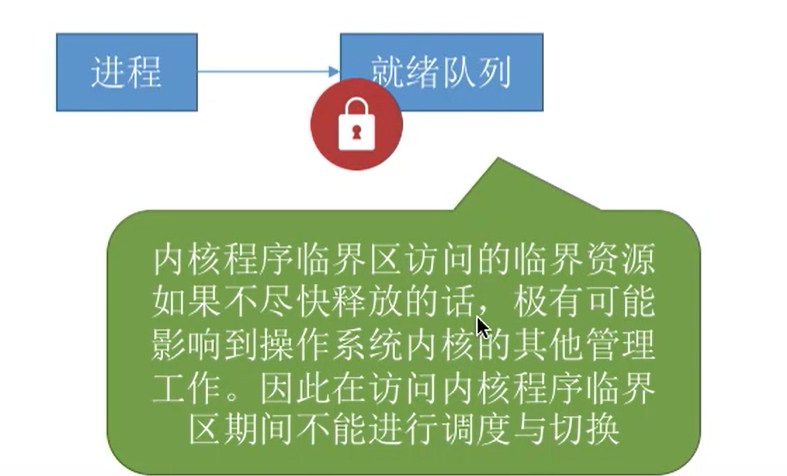 进程
就绪队列
内核程序临界区访问的临界资源
如果不尽快释放的话，极有可能
影响到操作系统内核的其他管理
工作。因此在访问内核程序临界
区期间不能进行调度与切换